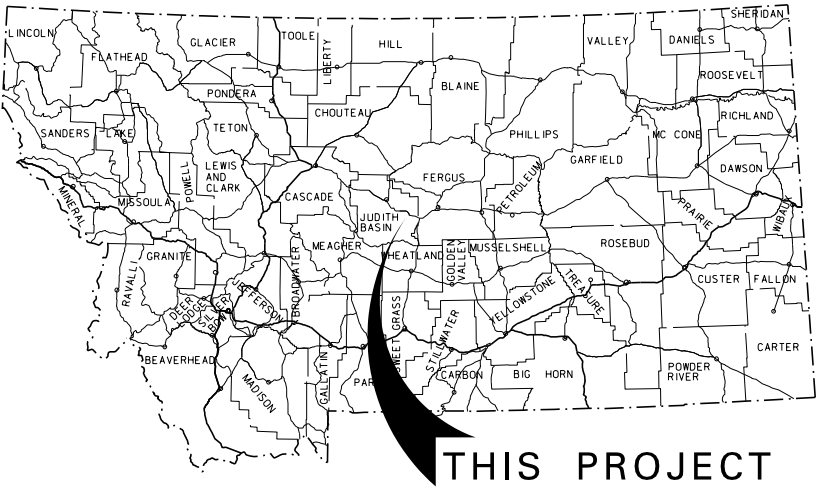 LINCOLN
FLATHEAD
GLACIER
TOOLE
LIBERTY
HILL
BLAINE
VALLEY
DANIELS
SHERIDAN
ROOSEVELT
PONDERA
CHOUTEAU
PHILLIPS
RICHLAND
SANDERS
LAKE
TETON
MC CONE
LEWIS
AND
CLARK
POWELL
FERGUS
PETROLEUM
GARFIELD
DAWSON
MINERAL
MISSOULA
CASCADE
JUDITH
BASIN
PRAIRIE
WIBAUX
MEAGHER
HEATLAND
GOLDEN
VALLEY
MUSSELSHELL
ROSEBUD
GRANITE
RAVALLI
BROADWATER
JEFFERSON
DEER
LODGE
SILVER
BOW
YELLOWSTONE
TREASURE
CUSTER
FALLON
BEAVERHEAD
MADISON
GALLATIN
PAR
SWEET GRASS
STILLWATER
CARBON
BIG HORN
POWDER
RIVER
CARTER
THIS PROJECT